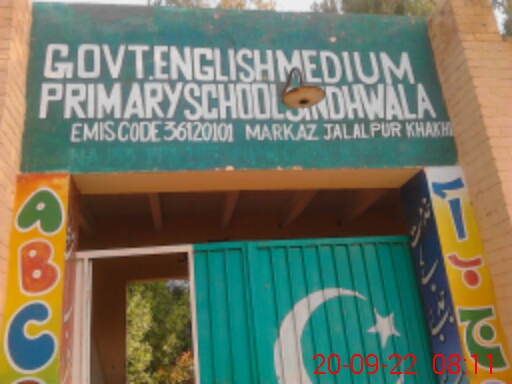 GOVT.ENGLISH MEDIUM
PRIMARY SCHOOL SINDHWALA
EMIS CODE 36120101 MARKAZ JALALPUR KHAKHI
A
B
C
آ
ب
ج
20-09-22 08:11